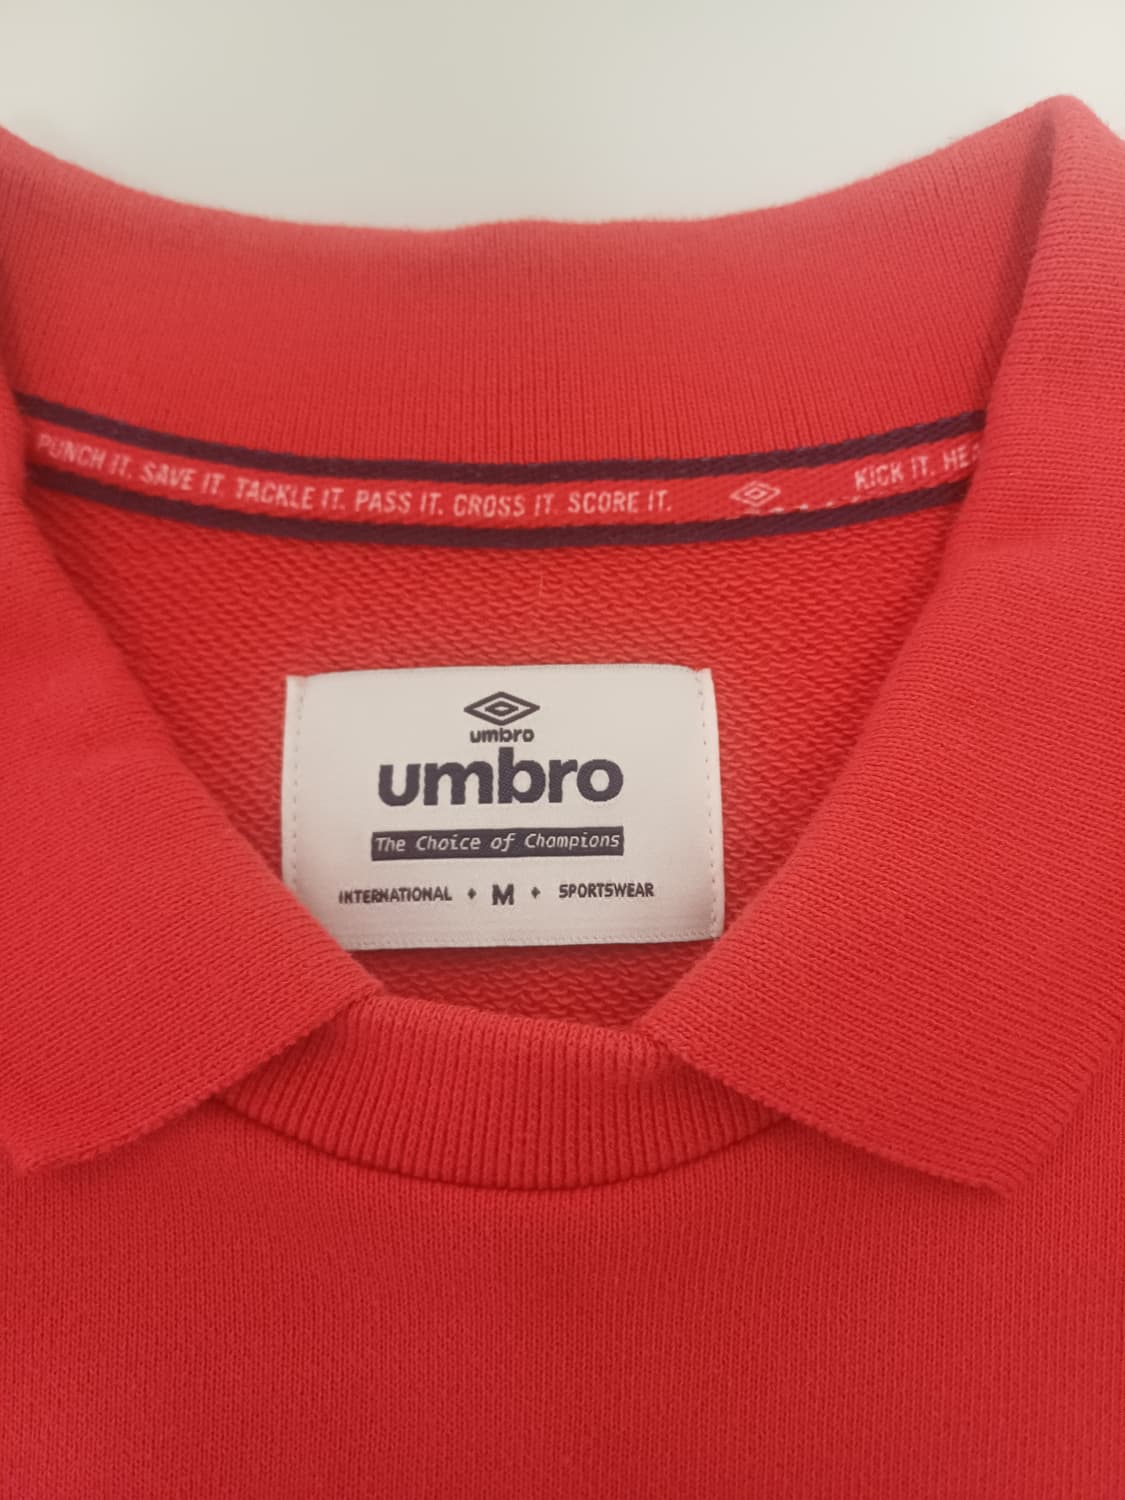 PUNCH IT. SAVE IT. TACKLE IT. PASS IT. CROSS IT. SCORE IT. KICK IT.
umbro
umbro
The Choice of Champions
INTERNATIONAL M SPORTSWEAR